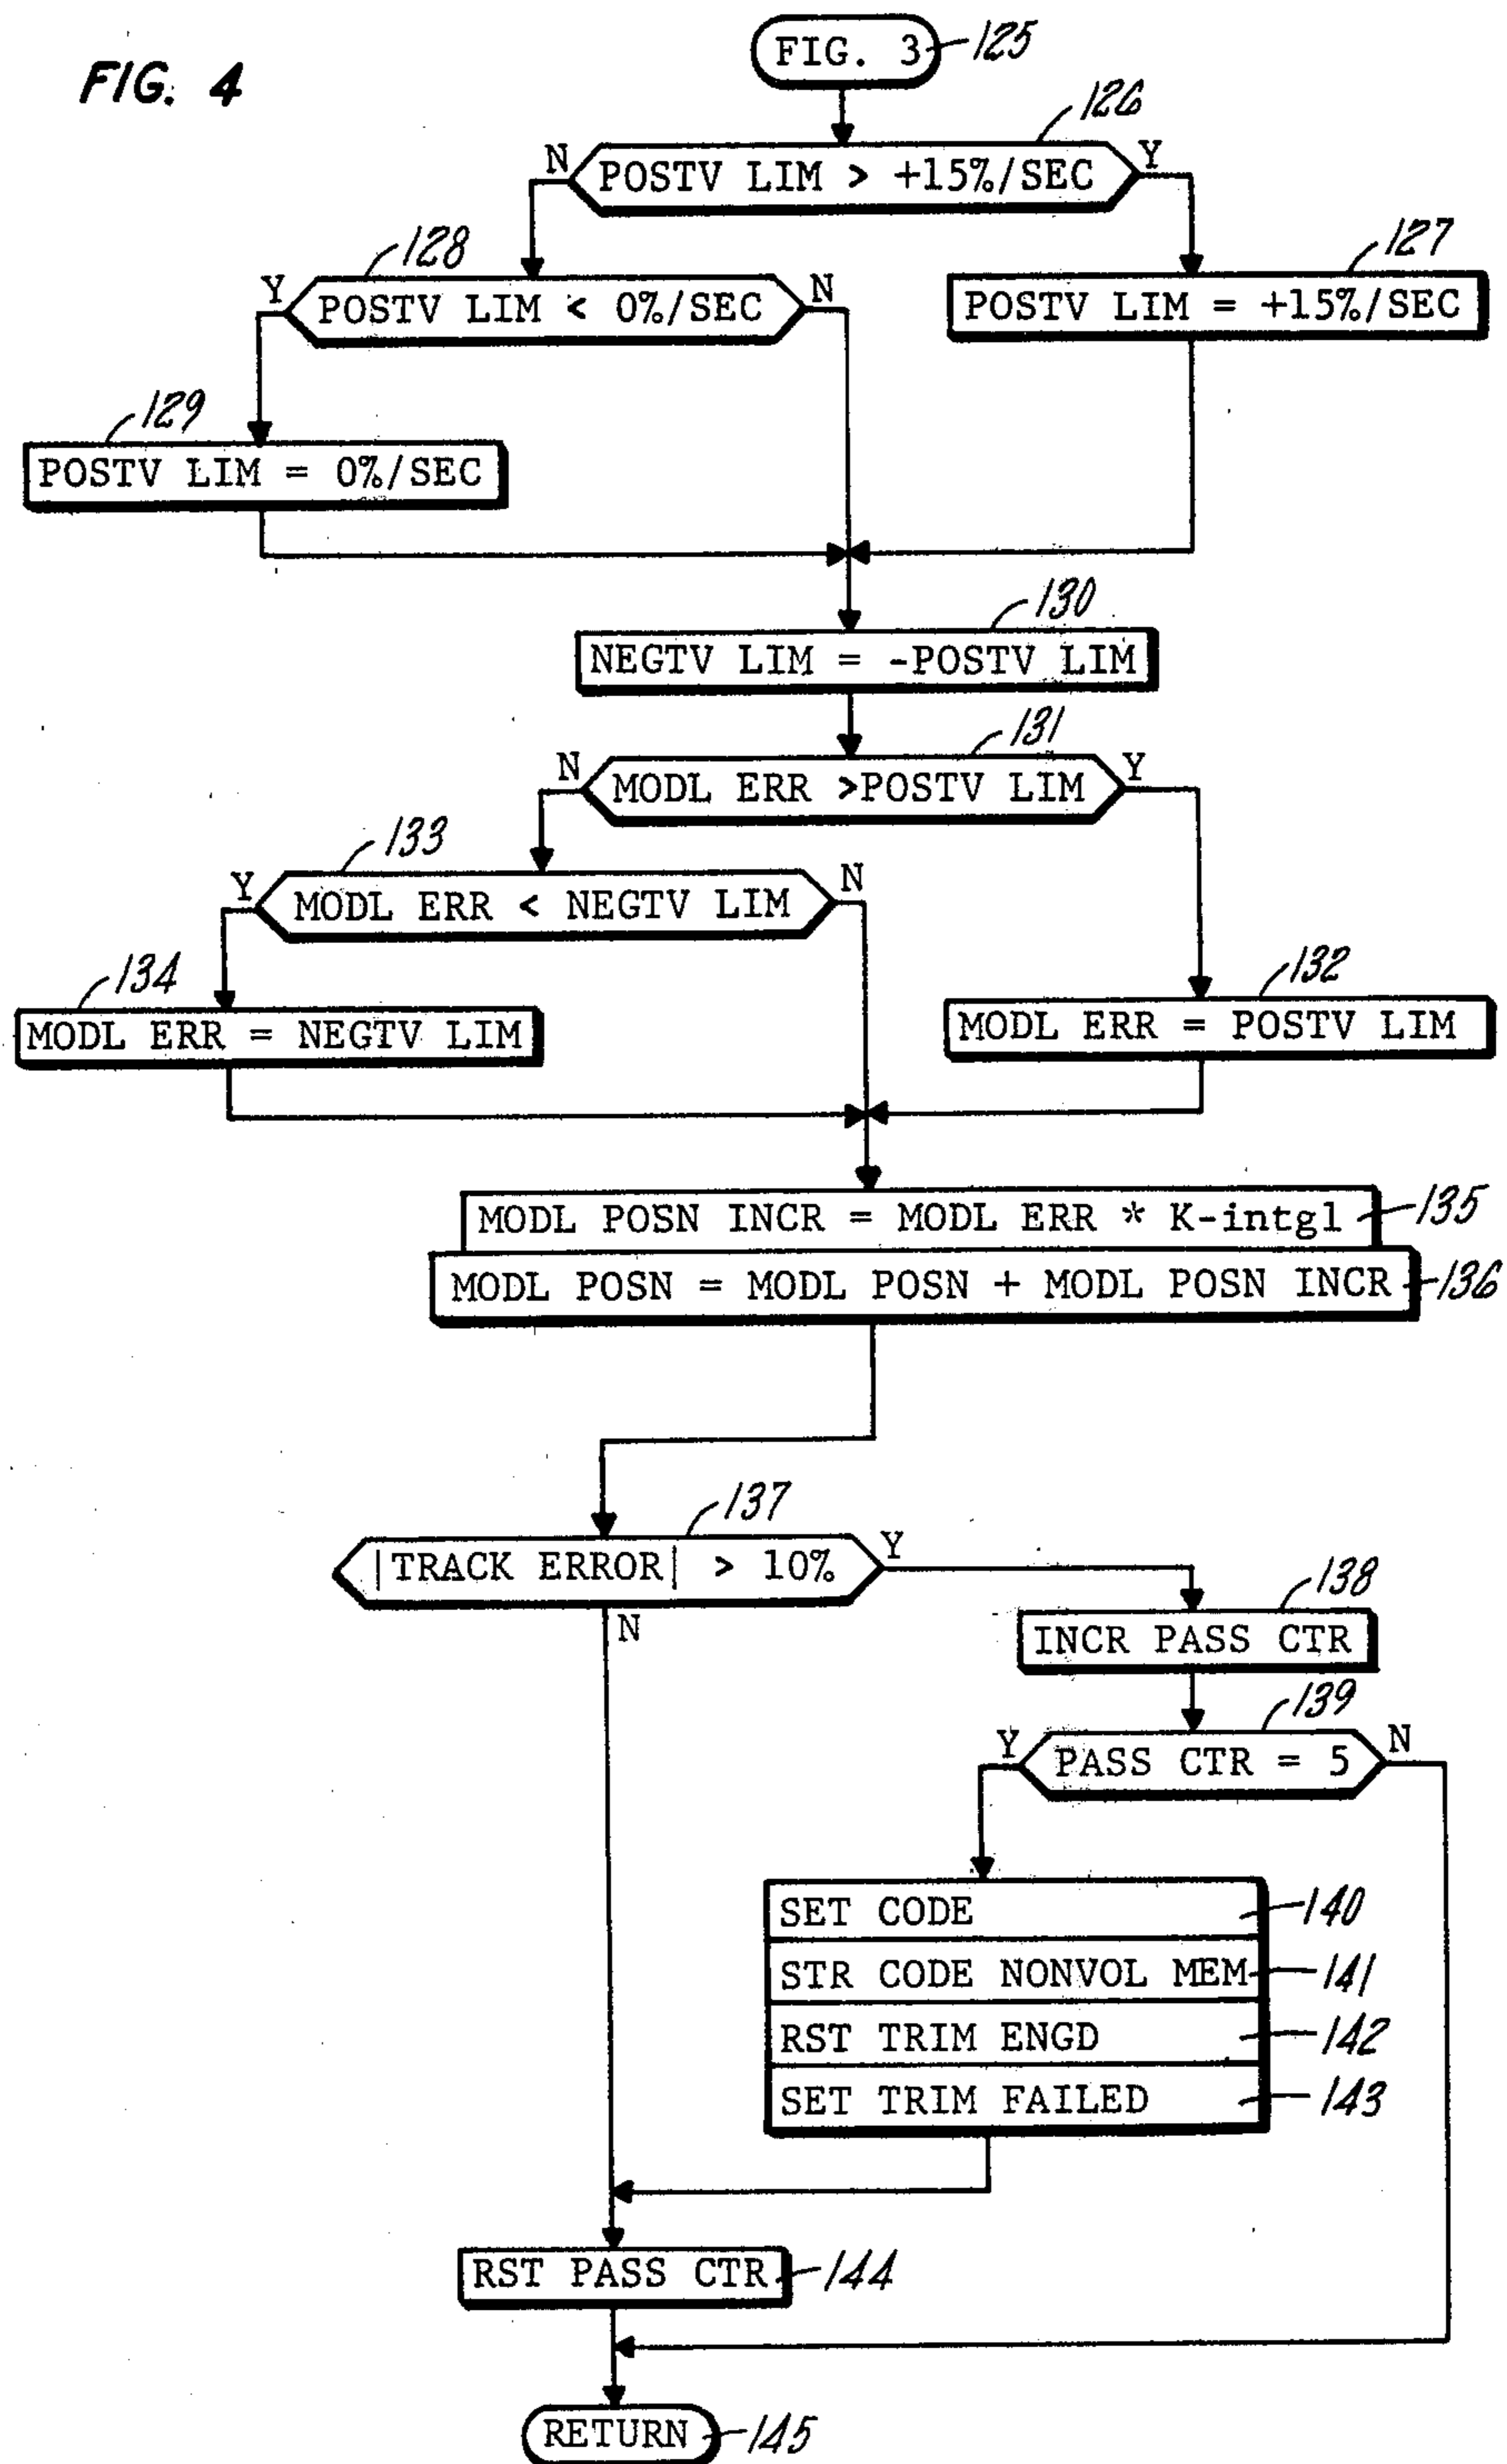 FIG. 4
FIG. 3 125
126
N POSTV LIM > +15%/SEC Y
128
Y POSTV LIM < 0%/SEC N
127
POSTV LIM = +15%/SEC
129
POSTV LIM = 0%/SEC
130
NEGTV LIM = -POSTV LIM
131
N MODL ERR >POSTV LIM Y
133
Y MODL ERR < NEGTV LIM N
134
MODL ERR = NEGTV LIM
132
MODL ERR = POSTV LIM
MODL POSN INCR = MODL ERR * K-intgl 135
MODL POSN = MODL POSN + MODL POSN INCR 136
137
|TRACK ERROR| > 10% Y
N
138
INCR PASS CTR
139
Y PASS CTR = 5 N
SET CODE 140
STR CODE NONVOL MEM 141
RST TRIM ENGD 142
SET TRIM FAILED 143
RST PASS CTR 144
RETURN 145